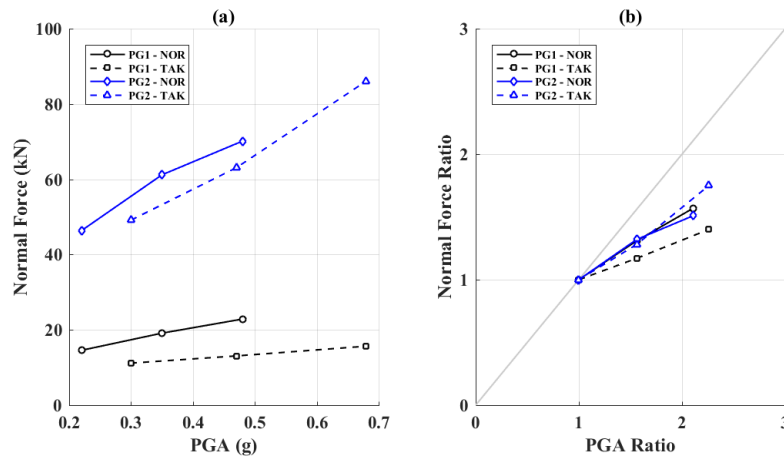 (a)
Normal Force (kN)
100
80
60
40
20
0
0.2
0.3
0.4
0.5
0.6
0.7
PGA (g)
PG1 - NOR
PG1 - TAK
PG2 - NOR
PG2 - TAK
(b)
Normal Force Ratio
3
2
1
0
0
1
2
3
PGA Ratio
PG1 - NOR
PG1 - TAK
PG2 - NOR
PG2 - TAK